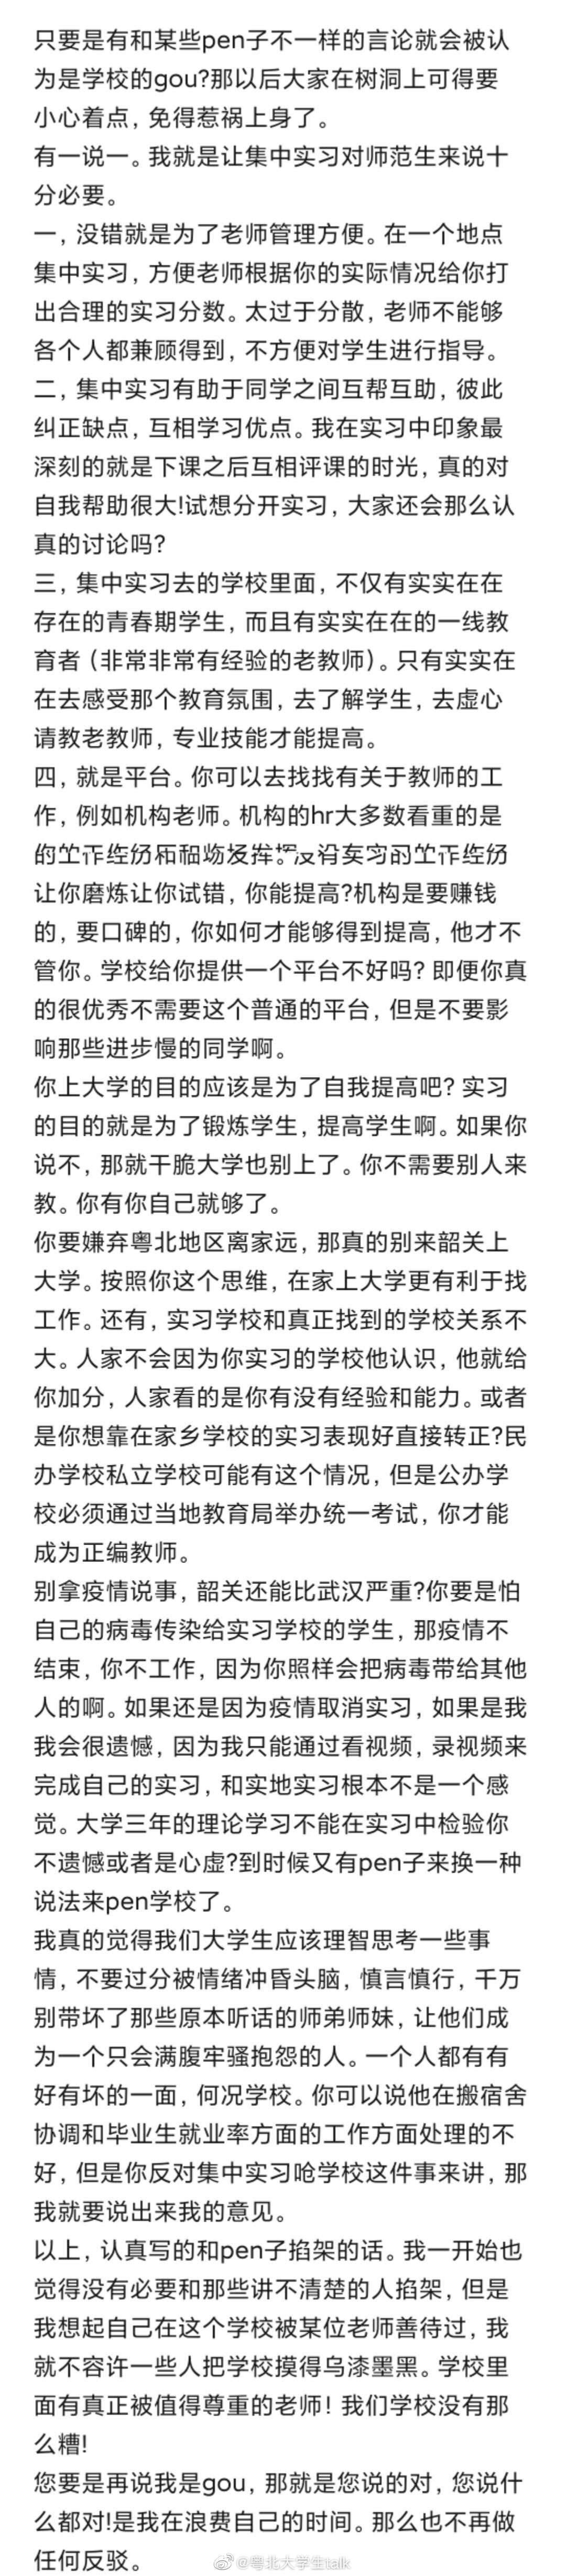 只要是有和某些pen子不一样的言论就会被认
为是学校的gou?那以后大家在树洞上可得要
小心着点，免得惹祸上身了。
有一说一。我就是让集中实习对师范生来说十
分必要。
一，没错就是为了老师管理方便。在一个地点
集中实习，方便老师根据你的实际情况给你打
出合理的实习分数。太过于分散，老师不能够
各个人都兼顾得到，不方便对学生进行指导。
二，集中实习有助于同学之间互帮互助，彼此
纠正缺点，互相学习优点。我在实习中印象最
深刻的就是下课之后互相评课的时光，真的对
自我帮助很大!试想分开实习，大家还会那么认
真的讨论吗?
三，集中实习去的学校里面，不仅有实实在在
存在的青春期学生，而且有实实在在的一线教
育者（非常非常有经验的老教师）。只有实实在
在去感受那个教育氛围，去了解学生，去虚心
请教老教师，专业技能才能提高。
四，就是平台。你可以去找找有关于教师的工
作，例如机构老师。机构的hr大多数看重的是
让你磨炼让你试错，你能提高?机构是要赚钱
的，要口碑的，你如何才能够得到提高，他才不
管你。学校给你提供一个平台不好吗? 即便你真
的很优秀不需要这个普通的平台，但是不要影
响那些进步慢的同学啊。
你上大学的目的应该是为了自我提高吧? 实习
的目的就是为了锻炼学生，提高学生啊。如果你
说不，那就干脆大学也别上了。你不需要别人来
教。你有你自己就够了。
你要嫌弃粤北地区离家远，那真的别来韶关上
大学。按照你这个思维，在家上大学更有利于找
工作。还有，实习学校和真正找到的学校关系不
大。人家不会因为你实习的学校他认识，他就给
你加分，人家看的是你有没有经验和能力。或者
是你想靠在家乡学校的实习表现好直接转正?民
办学校私立学校可能有这个情况，但是公办学
校必须通过当地教育局举办统一考试，你才能
成为正编教师。
别拿疫情说事，韶关还能比武汉严重?你要是怕
自己的病毒传染给实习学校的学生，那疫情不
结束，你不工作，因为你照样会把病毒带给其他
人的啊。如果还是因为疫情取消实习，如果是我
我会很遗憾，因为我只能通过看视频，录视频来
完成自己的实习，和实地实习根本不是一个感
觉。大学三年的理论学习不能在实习中检验你
不遗憾或者是心虚?到时候又有pen子来换一种
说法来pen学校了。
我真的觉得我们大学生应该理智思考一些事
情，不要过分被情绪冲昏头脑，慎言慎行，千万
别带坏了那些原本听话的师弟师妹，让他们成
为一个只会满腹牢骚抱怨的人。一个人都有有
好有坏的一面，何况学校。你可以说他在搬宿舍
协调和毕业生就业率方面的工作方面处理的不
好，但是你反对集中实习呛学校这件事来讲，那
我就要说出来我的意见。
以上，认真写的和pen子掐架的话。我一开始也
觉得没有必要和那些讲不清楚的人掐架，但是
我想起自己在这个学校被某位老师善待过，我
就不容许一些人把学校摸得乌漆墨黑。学校里
面有真正被值得尊重的老师! 我们学校没有那
么糟!
您要是再说我是gou，那就是您说的对，您说什
么都对!是我在浪费自己的时间。那么也不再做
任何反驳。
@粤北大学生talk